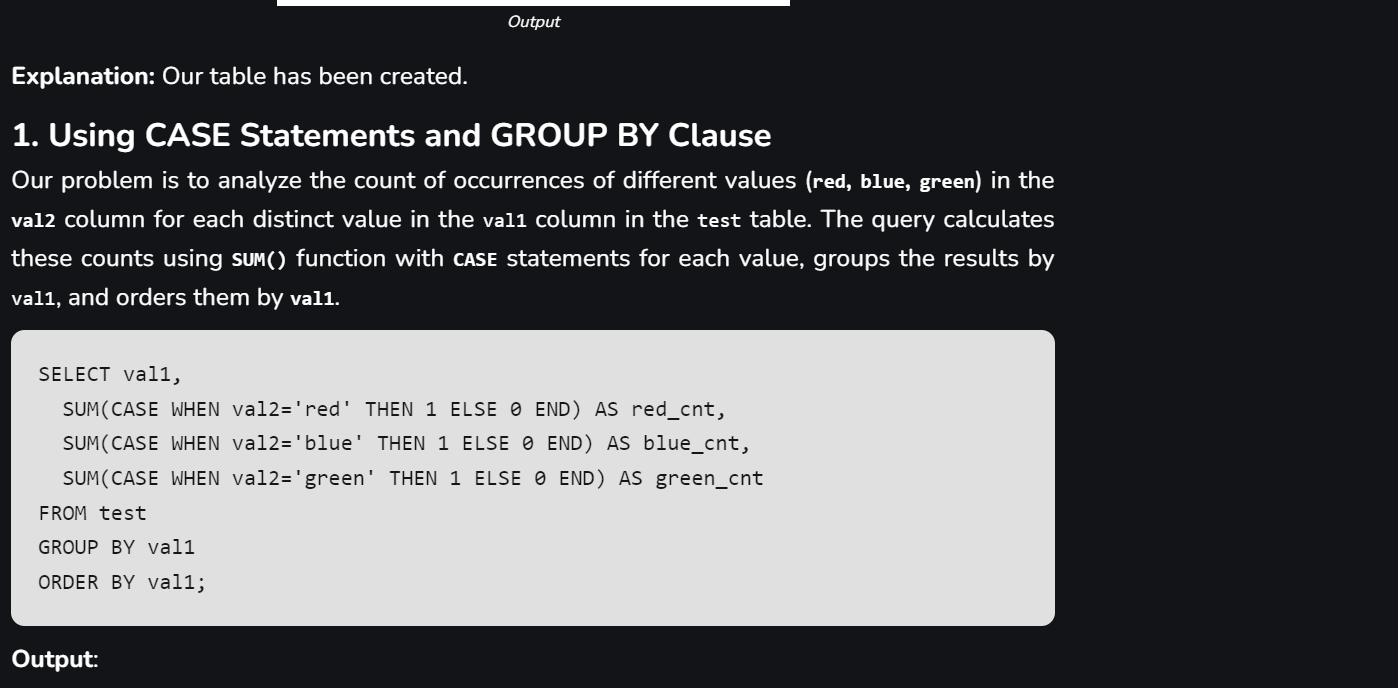 Output
Explanation: Our table has been created.
1. Using CASE Statements and GROUP BY Clause
Our problem is to analyze the count of occurrences of different values (red, blue, green) in the
val2 column for each distinct value in the val1 column in the test table. The query calculates
these counts using SUM() function with CASE statements for each value, groups the results by
val1, and orders them by val1.
SELECT val1,
  SUM(CASE WHEN val2='red' THEN 1 ELSE 0 END) AS red_cnt,
  SUM(CASE WHEN val2='blue' THEN 1 ELSE 0 END) AS blue_cnt,
  SUM(CASE WHEN val2='green' THEN 1 ELSE 0 END) AS green_cnt
FROM test
GROUP BY val1
ORDER BY val1;
Output: